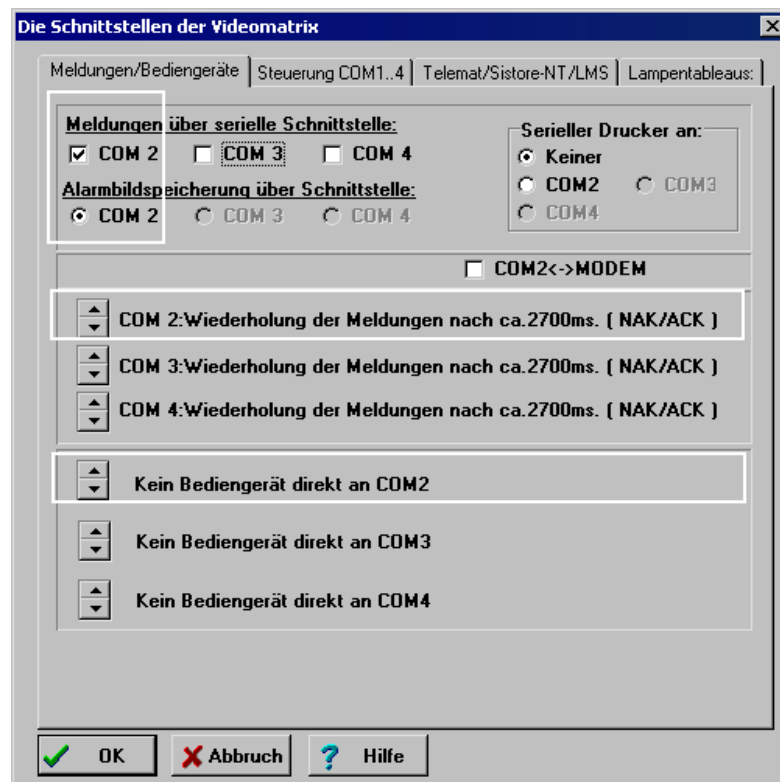 Die Schnittstellen der Videomatrix
Meldungen/Bediengeräte Steuerung COM1..4 Telemat/Sistore-NT/LMS Lampentableaus:
Meldungen über serielle Schnittstelle:
COM 2 COM 3 COM 4
Alarmbildspeicherung über Schnittstelle:
COM 2 COM 3 COM 4
Serieller Drucker an:
Keiner
COM2 COM3
COM4
COM2<->MODEM
COM 2:Wiederholung der Meldungen nach ca.2700ms. ( NAK/ACK )
COM 3:Wiederholung der Meldungen nach ca.2700ms. ( NAK/ACK )
COM 4:Wiederholung der Meldungen nach ca.2700ms. ( NAK/ACK )
Kein Bediengerät direkt an COM2
Kein Bediengerät direkt an COM3
Kein Bediengerät direkt an COM4
OK Abbruch Hilfe